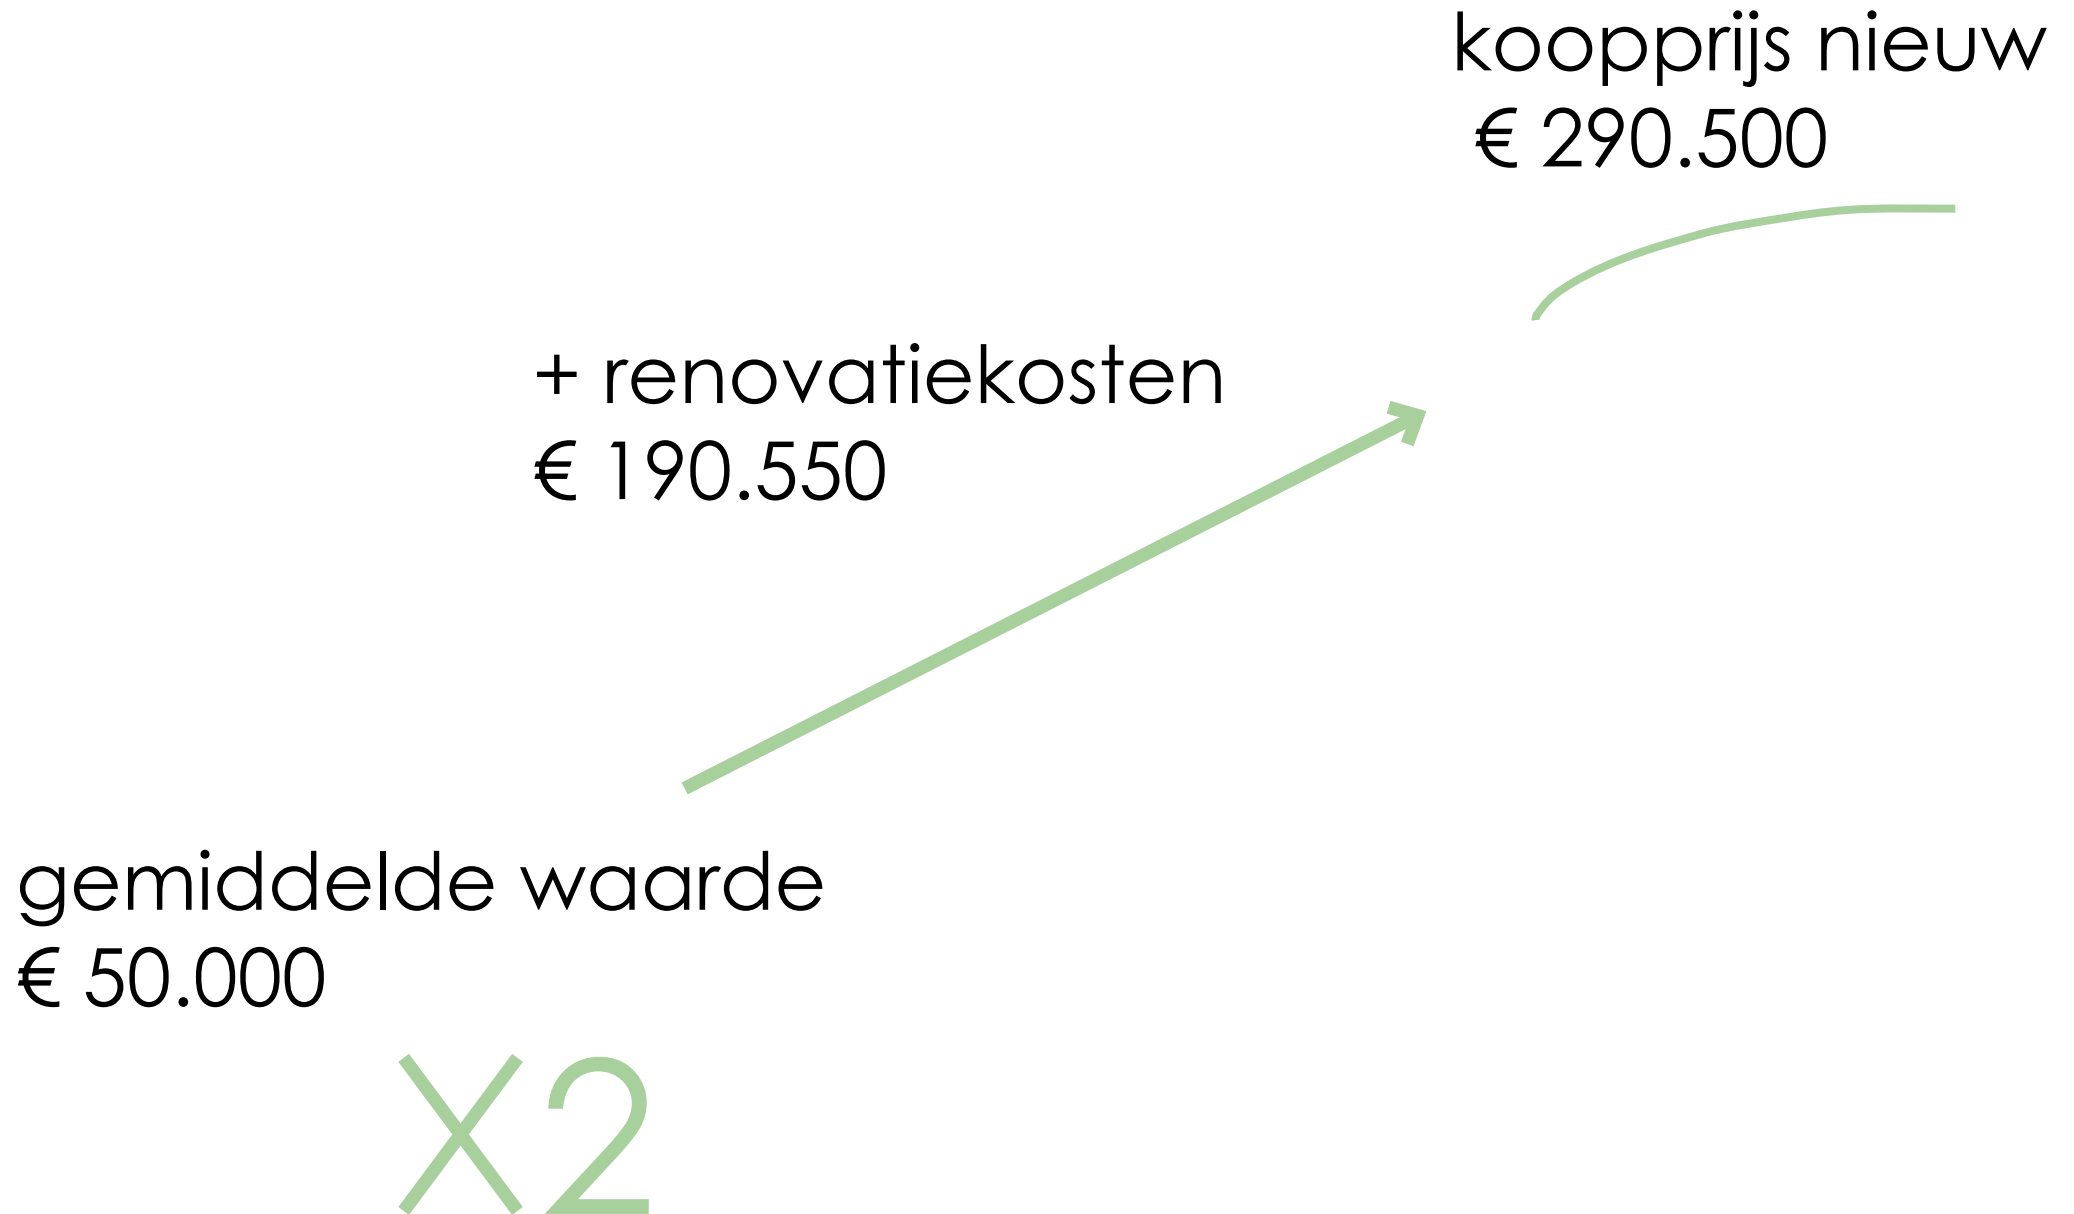 koopprijs nieuw
€ 290.500
+ renovatiekosten
€ 190.550
gemiddelde waarde
€ 50.000
X2